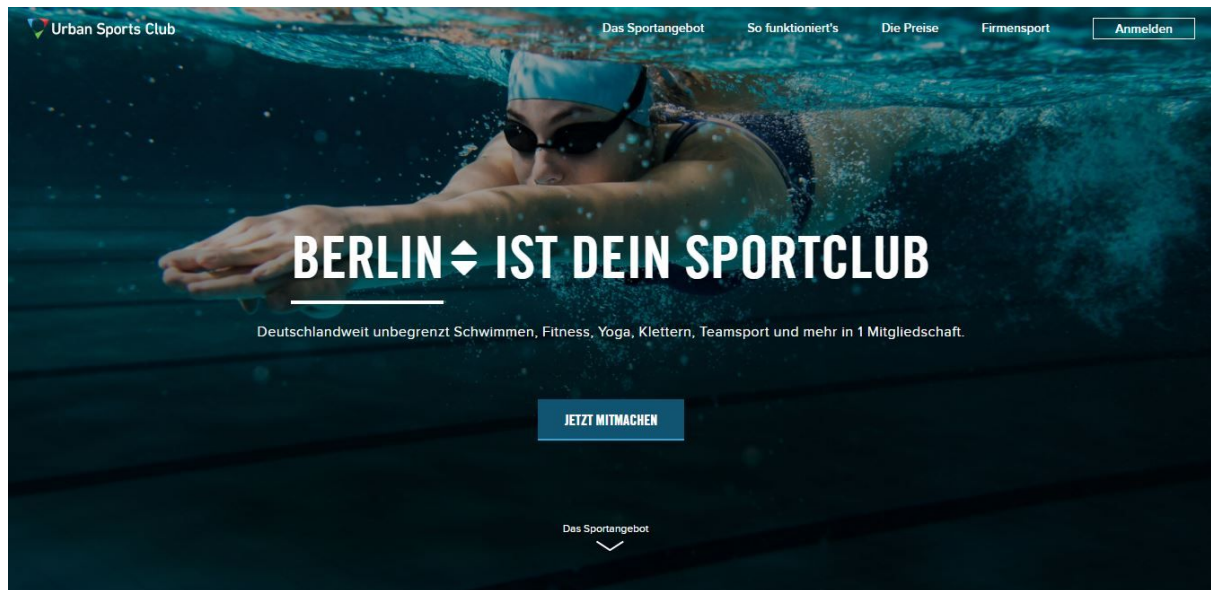 Urban Sports Club
Das Sportangebot
So funktioniert's
Die Preise
Firmensport
Anmelden
BERLIN IST DEIN SPORTCLUB
Deutschlandweit unbegrenzt Schwimmen, Fitness, Yoga, Klettern, Teamsport und mehr in 1 Mitgliedschaft.
JETZT MITMACHEN
Das Sportangebot